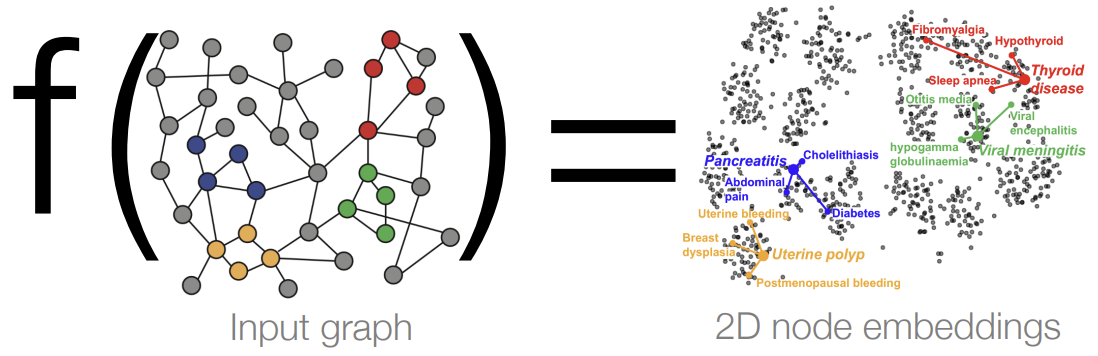 f ( ) =
Fibromyalgia
Hypothyroid
Thyroid
disease
Sleep apnea
Otitis media
Viral
encephalitis
hypogamma
globulinaemia
Viral meningitis
Pancreatitis
Cholelithiasis
Abdominal
pain
Diabetes
Uterine bleeding
Breast
dysplasia
Uterine polyp
Postmenopausal bleeding
Input graph
2D node embeddings